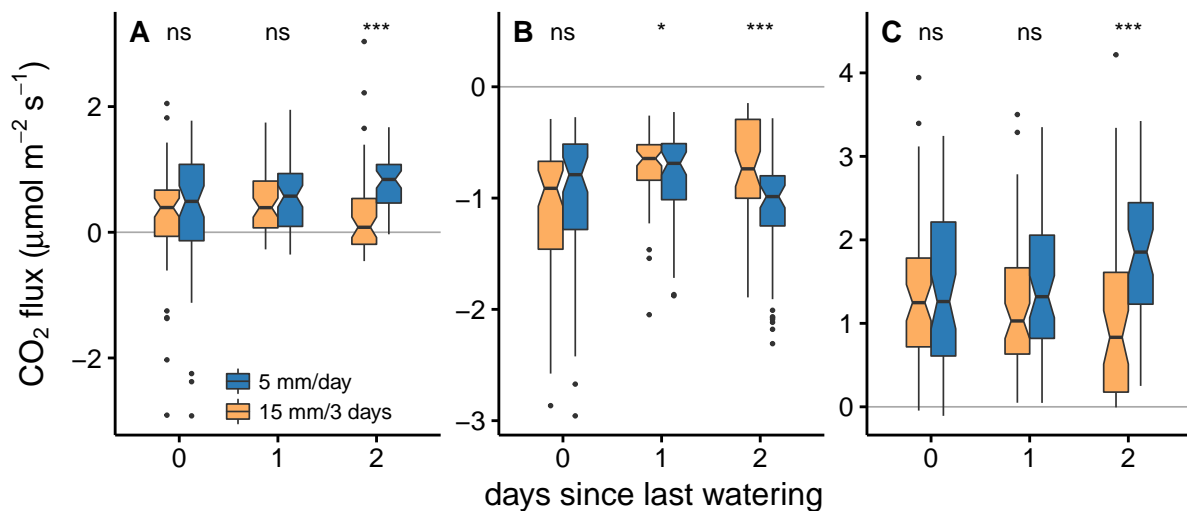 A ns ns ***
B ns * ***
C ns ns ***
CO₂ flux (μmol m⁻² s⁻¹)
2
0
−2
0
−1
−2
−3
4
3
2
1
0
5 mm/day
15 mm/3 days
0 1 2
0 1 2
0 1 2
days since last watering